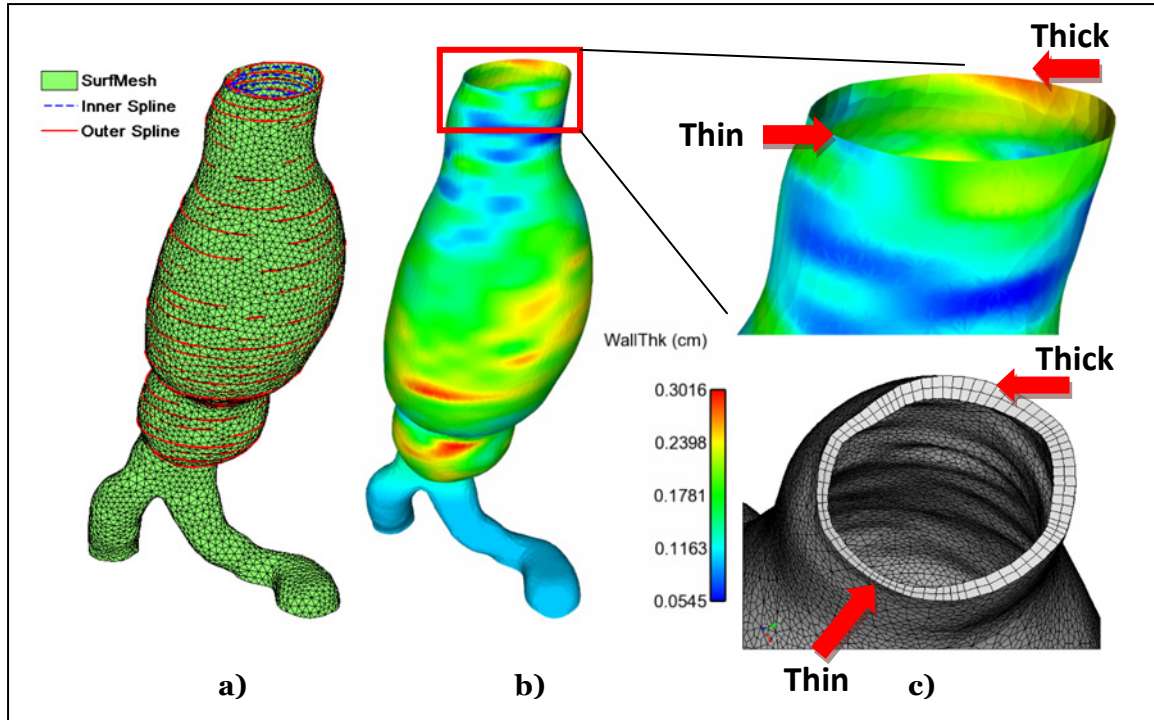 SurfMesh
Inner Spline
Outer Spline
Thick
Thin
WallThk (cm)
0.3016
0.2398
0.1781
0.1163
0.0545
Thick
Thin
a)
b)
c)